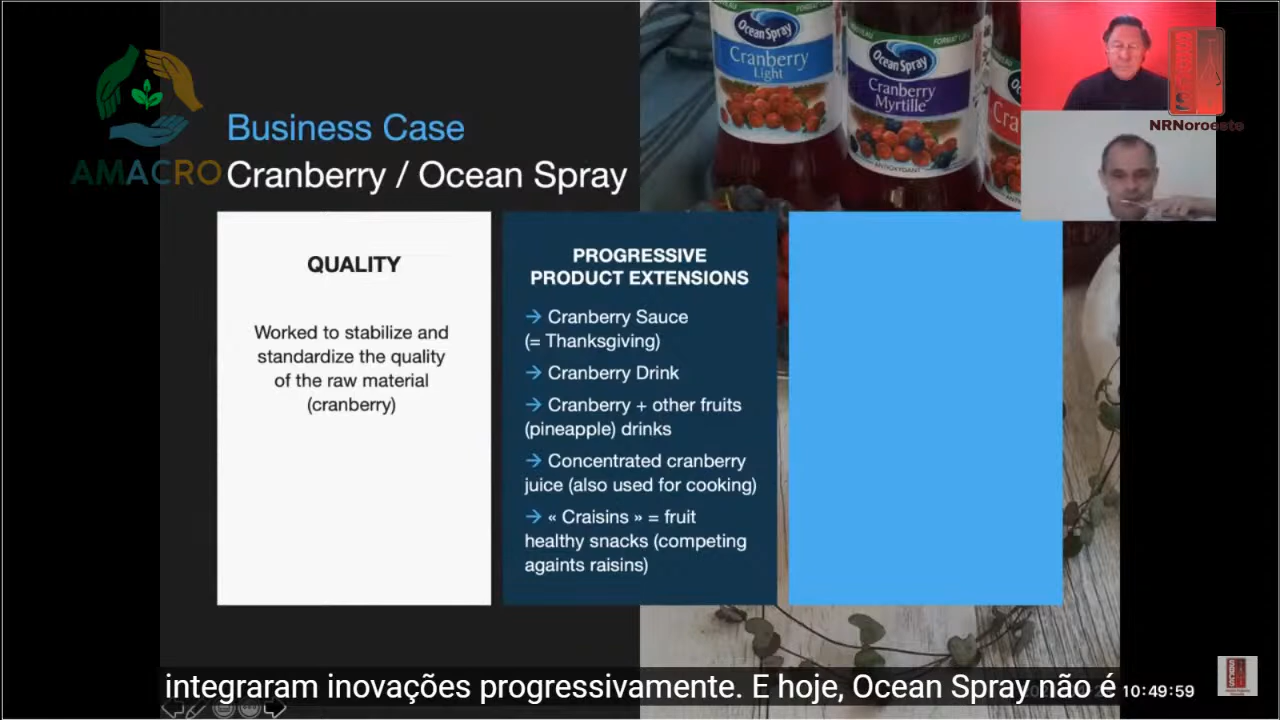 Business Case
AMACRO
Cranberry / Ocean Spray
QUALITY
Worked to stabilize and
standardize the quality
of the raw material
(cranberry)
PROGRESSIVE
PRODUCT EXTENSIONS
→ Cranberry Sauce
(= Thanksgiving)
→ Cranberry Drink
→ Cranberry + other fruits
(pineapple) drinks
→ Concentrated cranberry
juice (also used for cooking)
→ « Craisins » = fruit
healthy snacks (competing
againts raisins)
Ocean Spray
Cranberry
Light
Ocean Spray
Cranberry
Myrtille
ANTIOXYDANT
Cra
NRNoroeste
integraram inovações progressivamente. E hoje, Ocean Spray não é
10:49:59